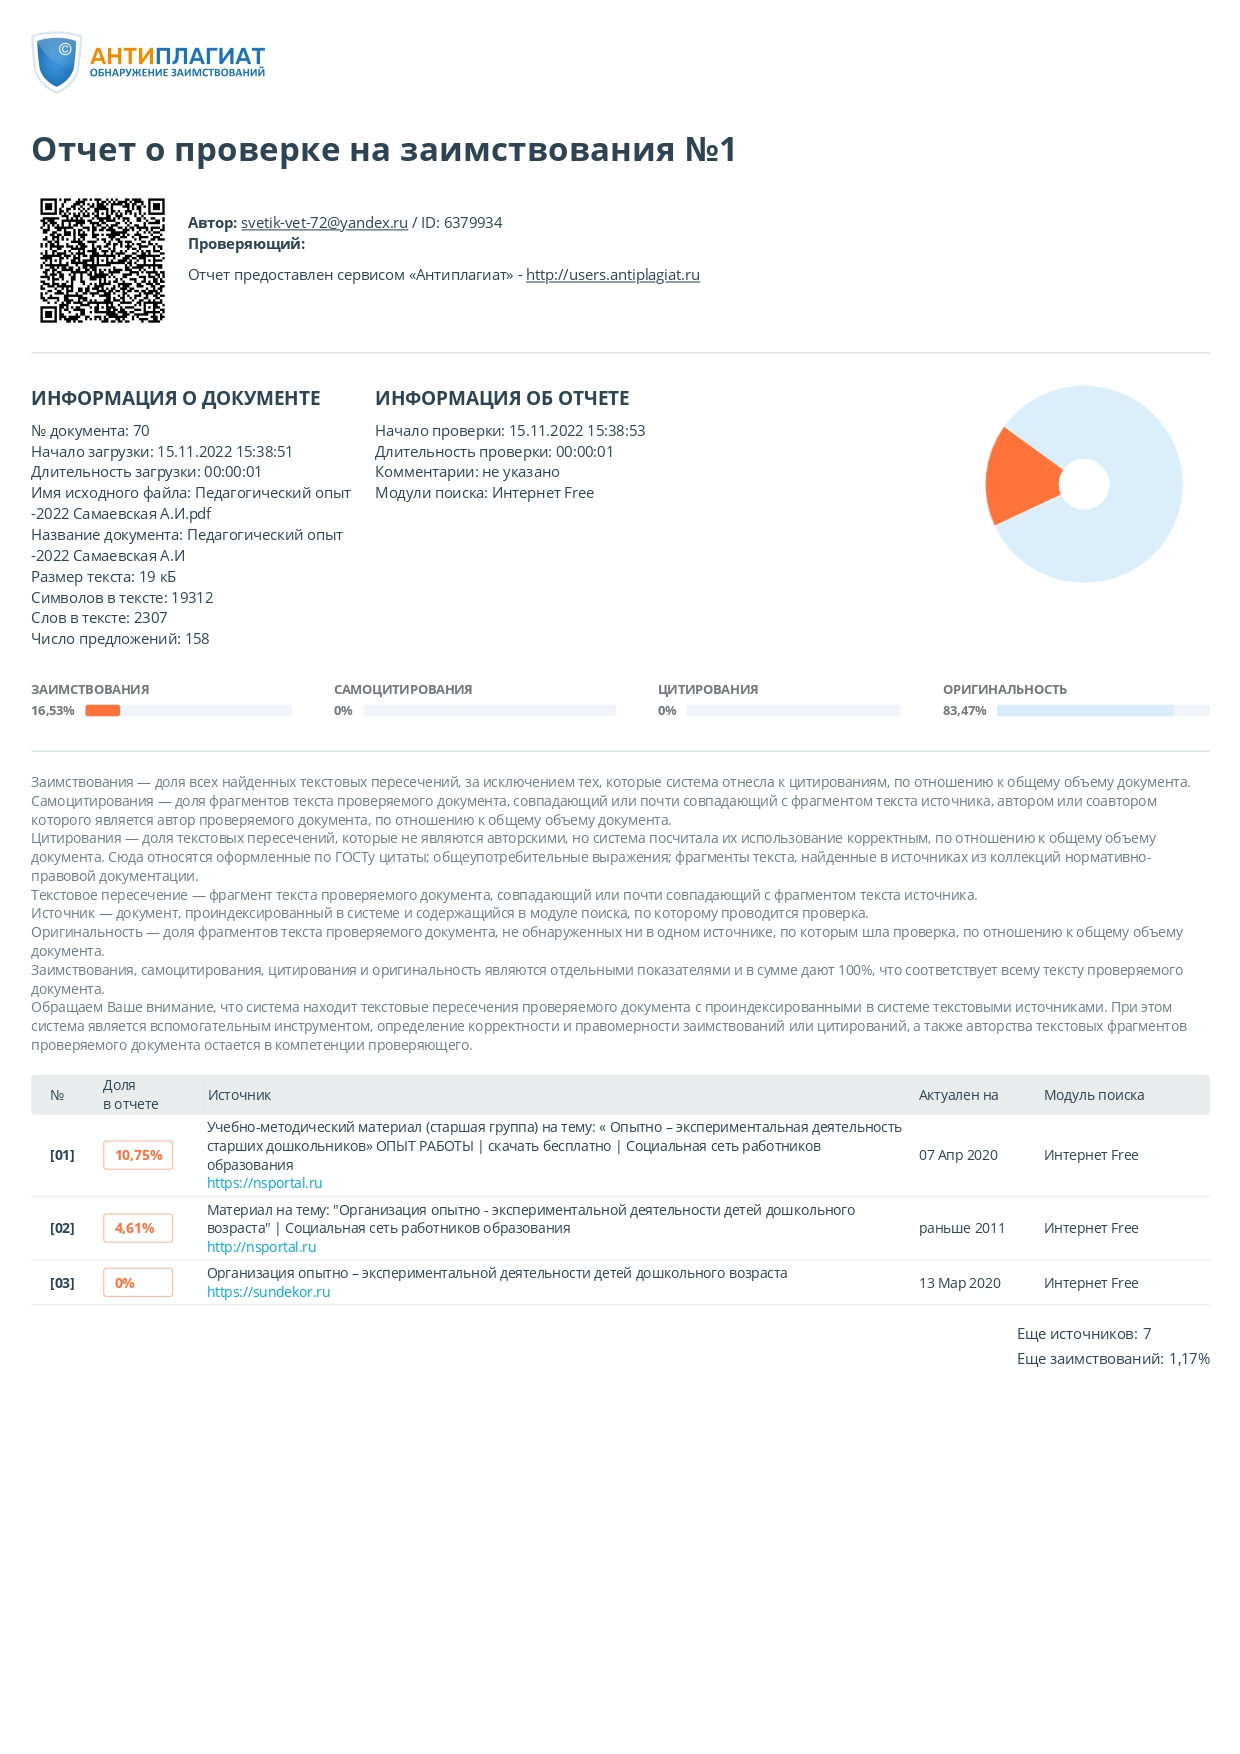 ©
АНТИПЛАГИАТ
ОБНАРУЖЕНИЕ ЗАИМСТВОВАНИЙ
Отчет о проверке на заимствования №1
Автор: svetik-vet-72@yandex.ru / ID: 6379934
Проверяющий:
Отчет предоставлен сервисом «Антиплагиат» - http://users.antiplagiat.ru
ИНФОРМАЦИЯ О ДОКУМЕНТЕ
№ документа: 70
Начало загрузки: 15.11.2022 15:38:51
Длительность загрузки: 00:00:01
Имя исходного файла: Педагогический опыт
-2022 Самаевская А.И.pdf
Название документа: Педагогический опыт
-2022 Самаевская А.И
Размер текста: 19 кБ
Символов в тексте: 19312
Слов в тексте: 2307
Число предложений: 158
ИНФОРМАЦИЯ ОБ ОТЧЕТЕ
Начало проверки: 15.11.2022 15:38:53
Длительность проверки: 00:00:01
Комментарии: не указано
Модули поиска: Интернет Free
ЗАИМСТВОВАНИЯ
16,53%
САМОЦИТИРОВАНИЯ
0%
ЦИТИРОВАНИЯ
0%
ОРИГИНАЛЬНОСТЬ
83,47%
Заимствования — доля всех найденных текстовых пересечений, за исключением тех, которые система отнесла к цитированиям, по отношению к общему объему документа.
Самоцитирования — доля фрагментов текста проверяемого документа, совпадающий или почти совпадающий с фрагментом текста источника, автором или соавтором
которого является автор проверяемого документа, по отношению к общему объему документа.
Цитирования — доля текстовых пересечений, которые не являются авторскими, но система посчитала их использование корректным, по отношению к общему объему
документа. Сюда относятся оформленные по ГОСТу цитаты; общеупотребительные выражения; фрагменты текста, найденные в источниках из коллекций нормативно-
правовой документации.
Текстовое пересечение — фрагмент текста проверяемого документа, совпадающий или почти совпадающий с фрагментом текста источника.
Источник — документ, проиндексированный в системе и содержащийся в модуле поиска, по которому проводится проверка.
Оригинальность — доля фрагментов текста проверяемого документа, не обнаруженных ни в одном источнике, по которым шла проверка, по отношению к общему объему
документа.
Заимствования, самоцитирования, цитирования и оригинальность являются отдельными показателями и в сумме дают 100%, что соответствует всему тексту проверяемого
документа.
Обращаем Ваше внимание, что система находит текстовые пересечения проверяемого документа с проиндексированными в системе текстовыми источниками. При этом
система является вспомогательным инструментом, определение корректности и правомерности заимствований или цитирований, а также авторства текстовых фрагментов
проверяемого документа остается в компетенции проверяющего.
№ Доля Источник Актуален на Модуль поиска
в отчете
Учебно-методический материал (старшая группа) на тему: « Опытно – экспериментальная деятельность
старших дошкольников» ОПЫТ РАБОТЫ | скачать бесплатно | Социальная сеть работников
[01] 10,75% образования 07 Апр 2020 Интернет Free
https://nsportal.ru
Материал на тему: "Организация опытно - экспериментальной деятельности детей дошкольного
[02] 4,61% возраста" | Социальная сеть работников образования раньше 2011 Интернет Free
http://nsportal.ru
[03] 0% Организация опытно – экспериментальной деятельности детей дошкольного возраста 13 Мар 2020 Интернет Free
https://sundekor.ru
Еще источников: 7
Еще заимствований: 1,17%